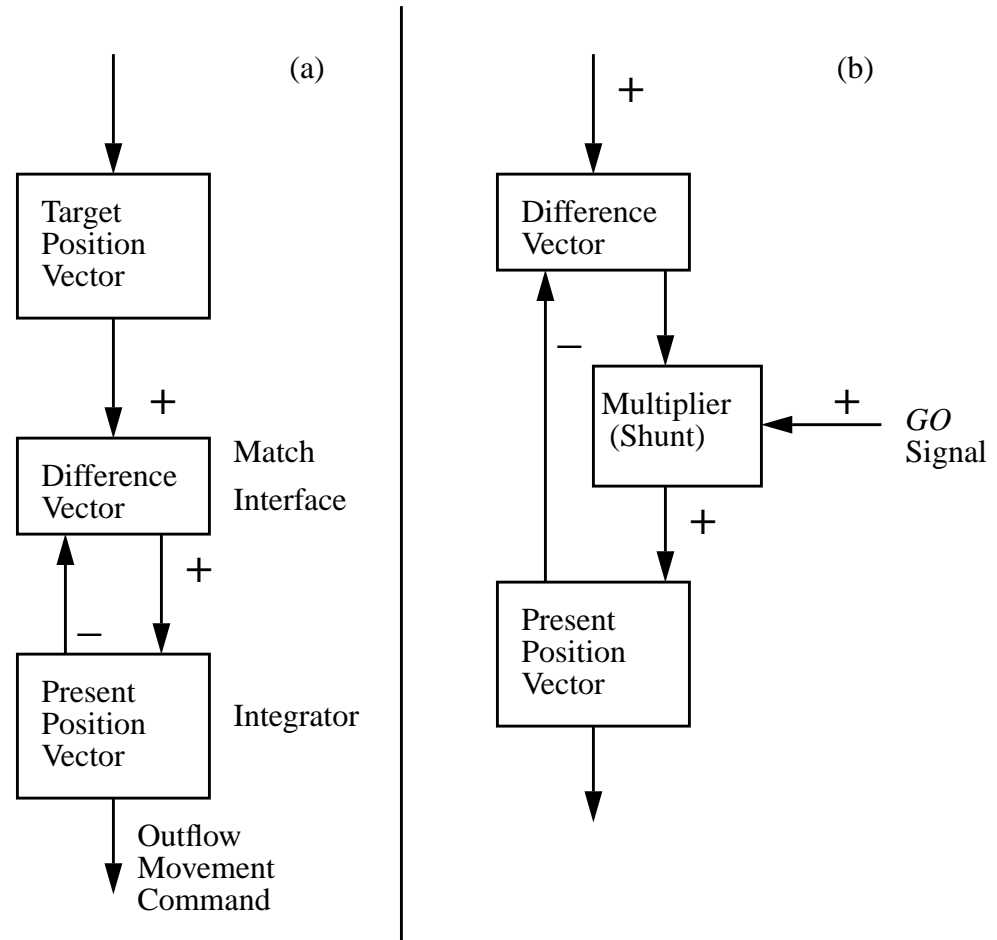 (a)
Target
Position
Vector
+
Difference
Vector
Match
Interface
+
−
Present
Position
Vector
Integrator
Outflow
Movement
Command
(b)
+
Difference
Vector
−
Multiplier
(Shunt)
+
GO
Signal
+
Present
Position
Vector